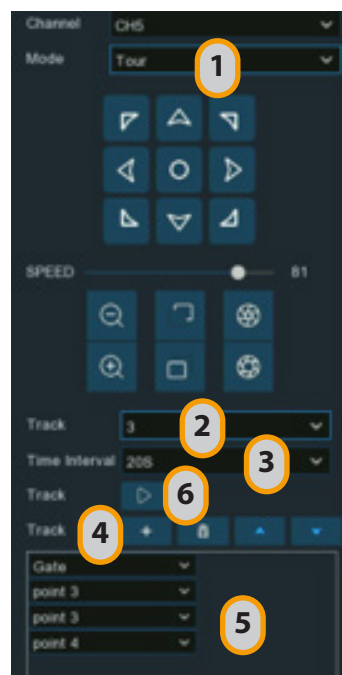 Channel CH5
Mode Tour
1
SPEED 81
Track 3 2
Time Interval 20S 3
Track 6
Track 4
Gate
point 3
point 3
point 4
5